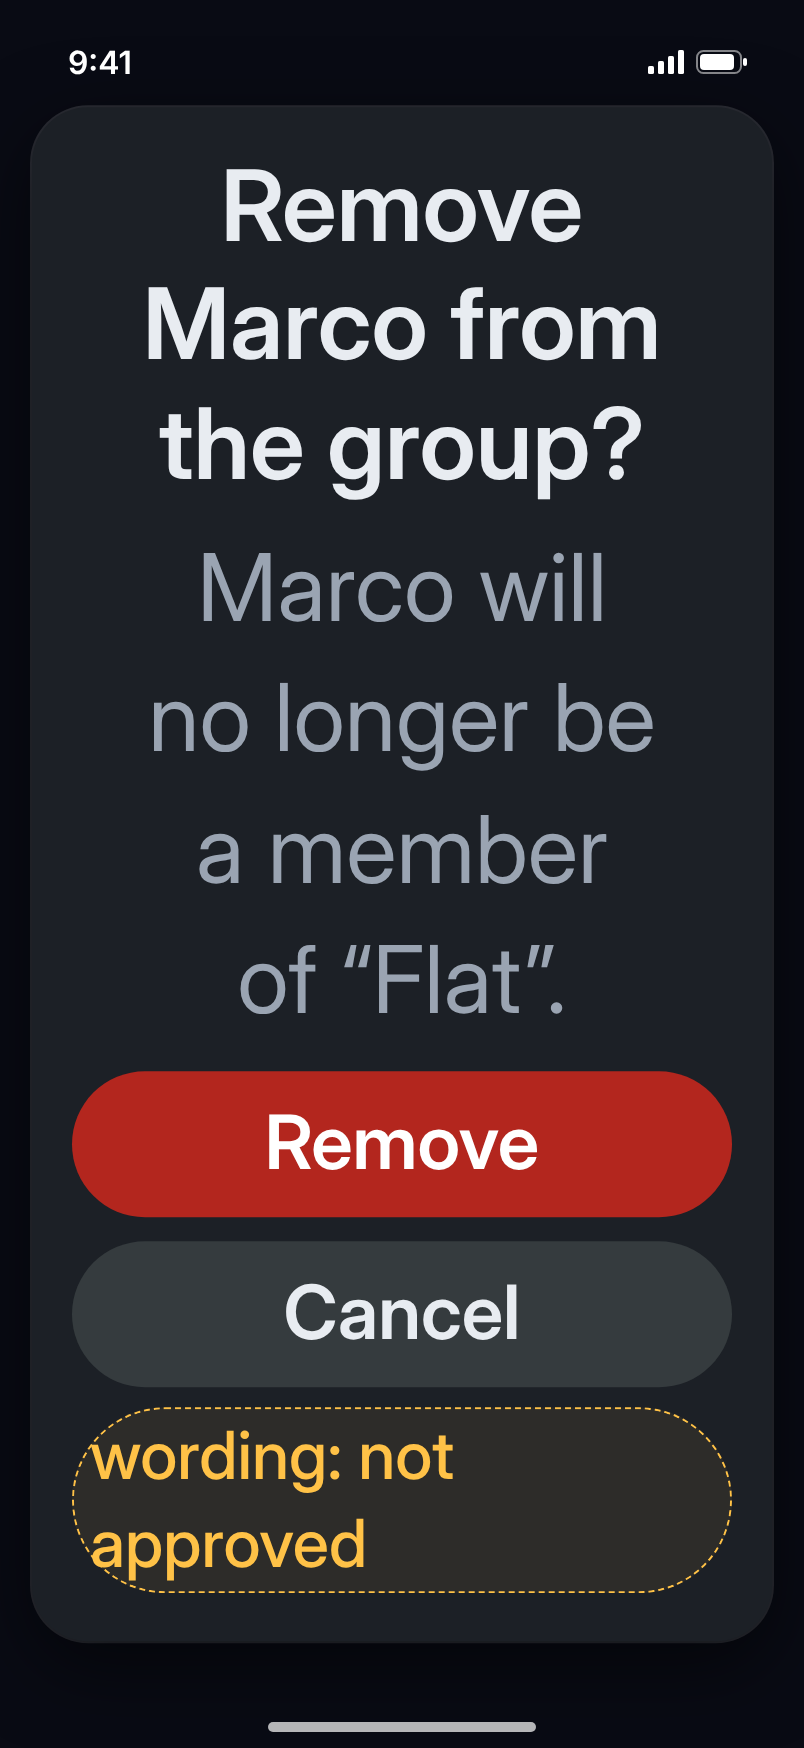 9:41
Remove
Marco from
the group?
Marco will
no longer be
a member
of “Flat”.
Remove
Cancel
wording: not
approved